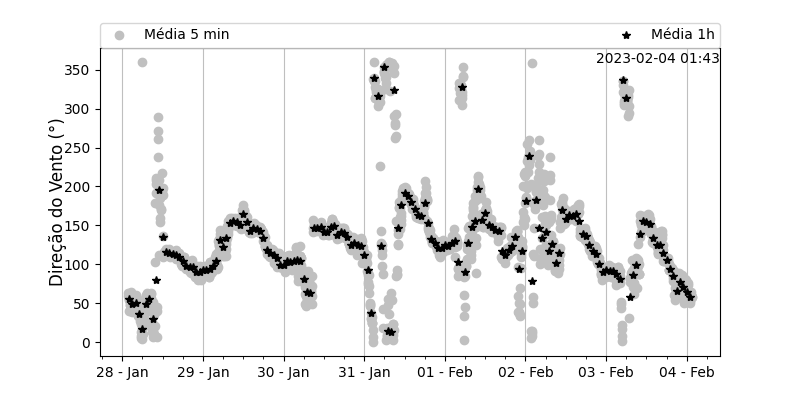 Média 5 min
Média 1h
2023-02-04 01:43
Direção do Vento (°)
350
300
250
200
150
100
50
0
28 - Jan
29 - Jan
30 - Jan
31 - Jan
01 - Feb
02 - Feb
03 - Feb
04 - Feb